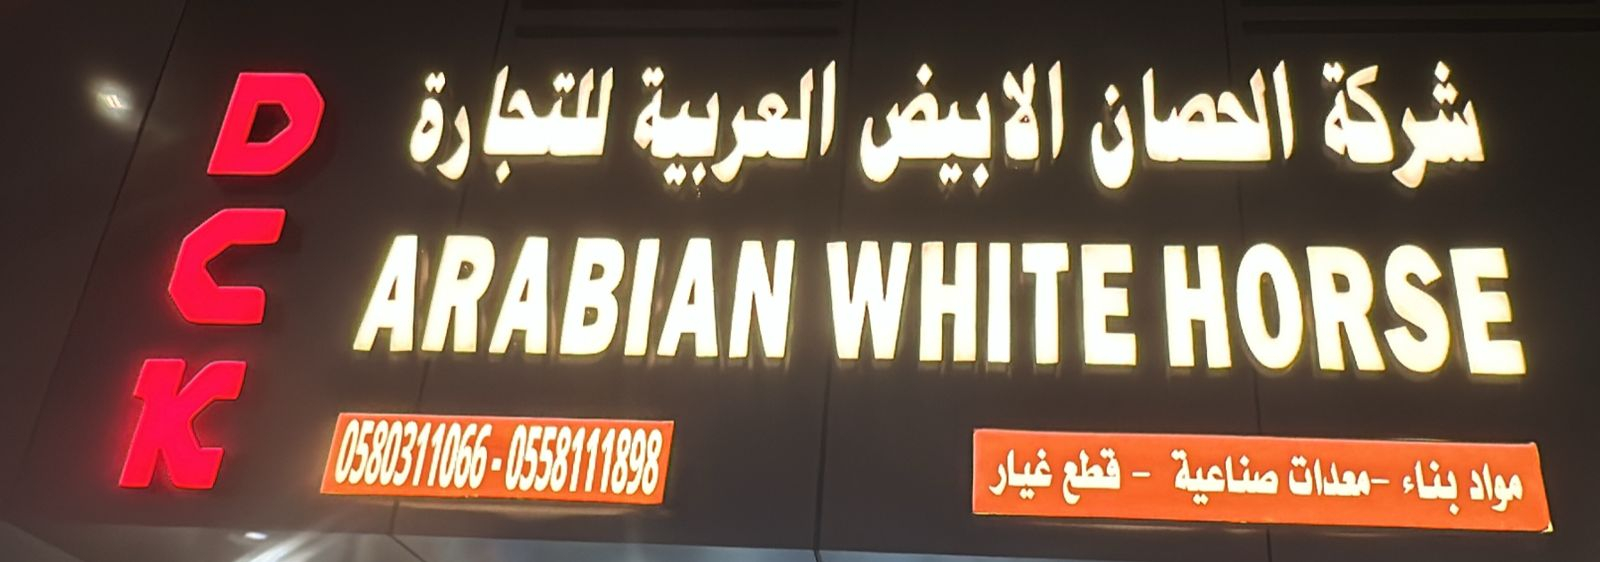 DCK
شركة الحصان الابيض العربية للتجارة
ARABIAN WHITE HORSE
0580311066-0558111898
مواد بناء -معدات صناعية - قطع غيار